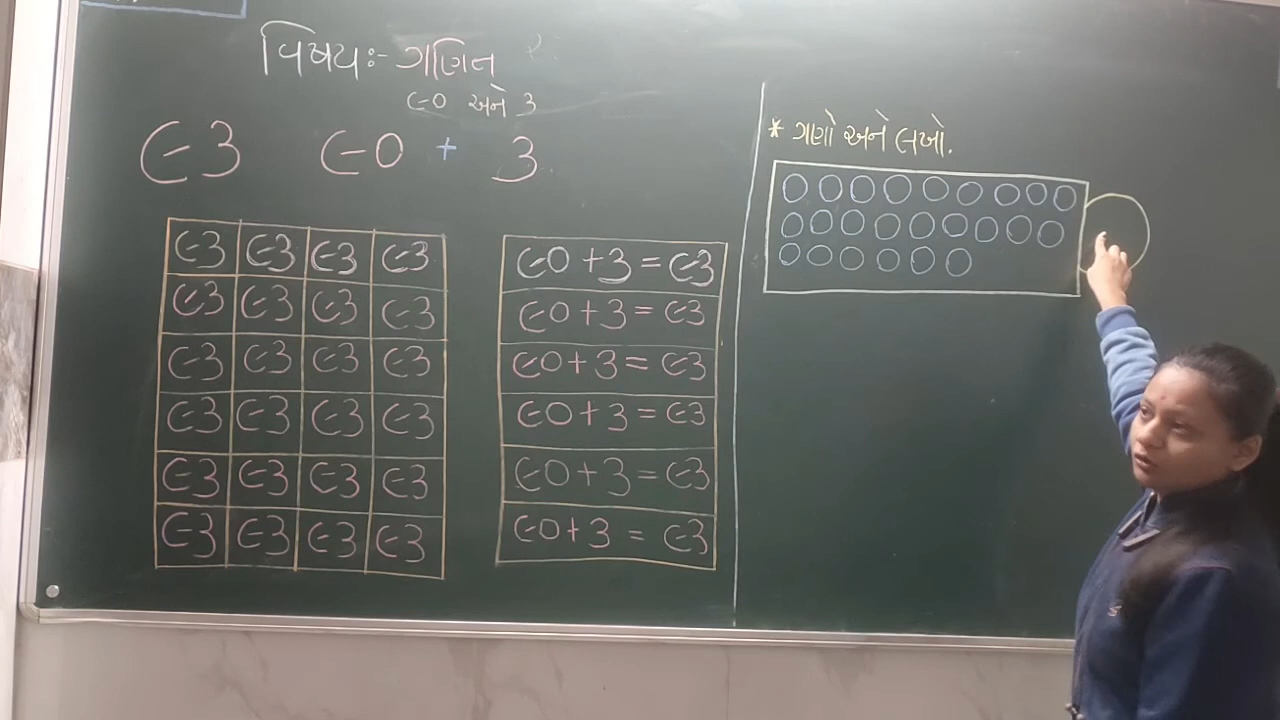 વિષયઃ- ગણિત
૯૦ અને ૩
૯૩ ૯૦ + ૩
૯૩ ૯૩ ૯૩ ૯૩
૯૩ ૯૩ ૯૩ ૯૩
૯૩ ૯૩ ૯૩ ૯૩
૯૩ ૯૩ ૯૩ ૯૩
૯૩ ૯૩ ૯૩ ૯૩
૯૩ ૯૩ ૯૩ ૯૩
૯૦ + ૩ = ૯૩
૯૦ + ૩ = ૯૩
૯૦ + ૩ = ૯૩
૯૦ + ૩ = ૯૩
૯૦ + ૩ = ૯૩
૯૦ + ૩ = ૯૩
* ગણો અને લખો.